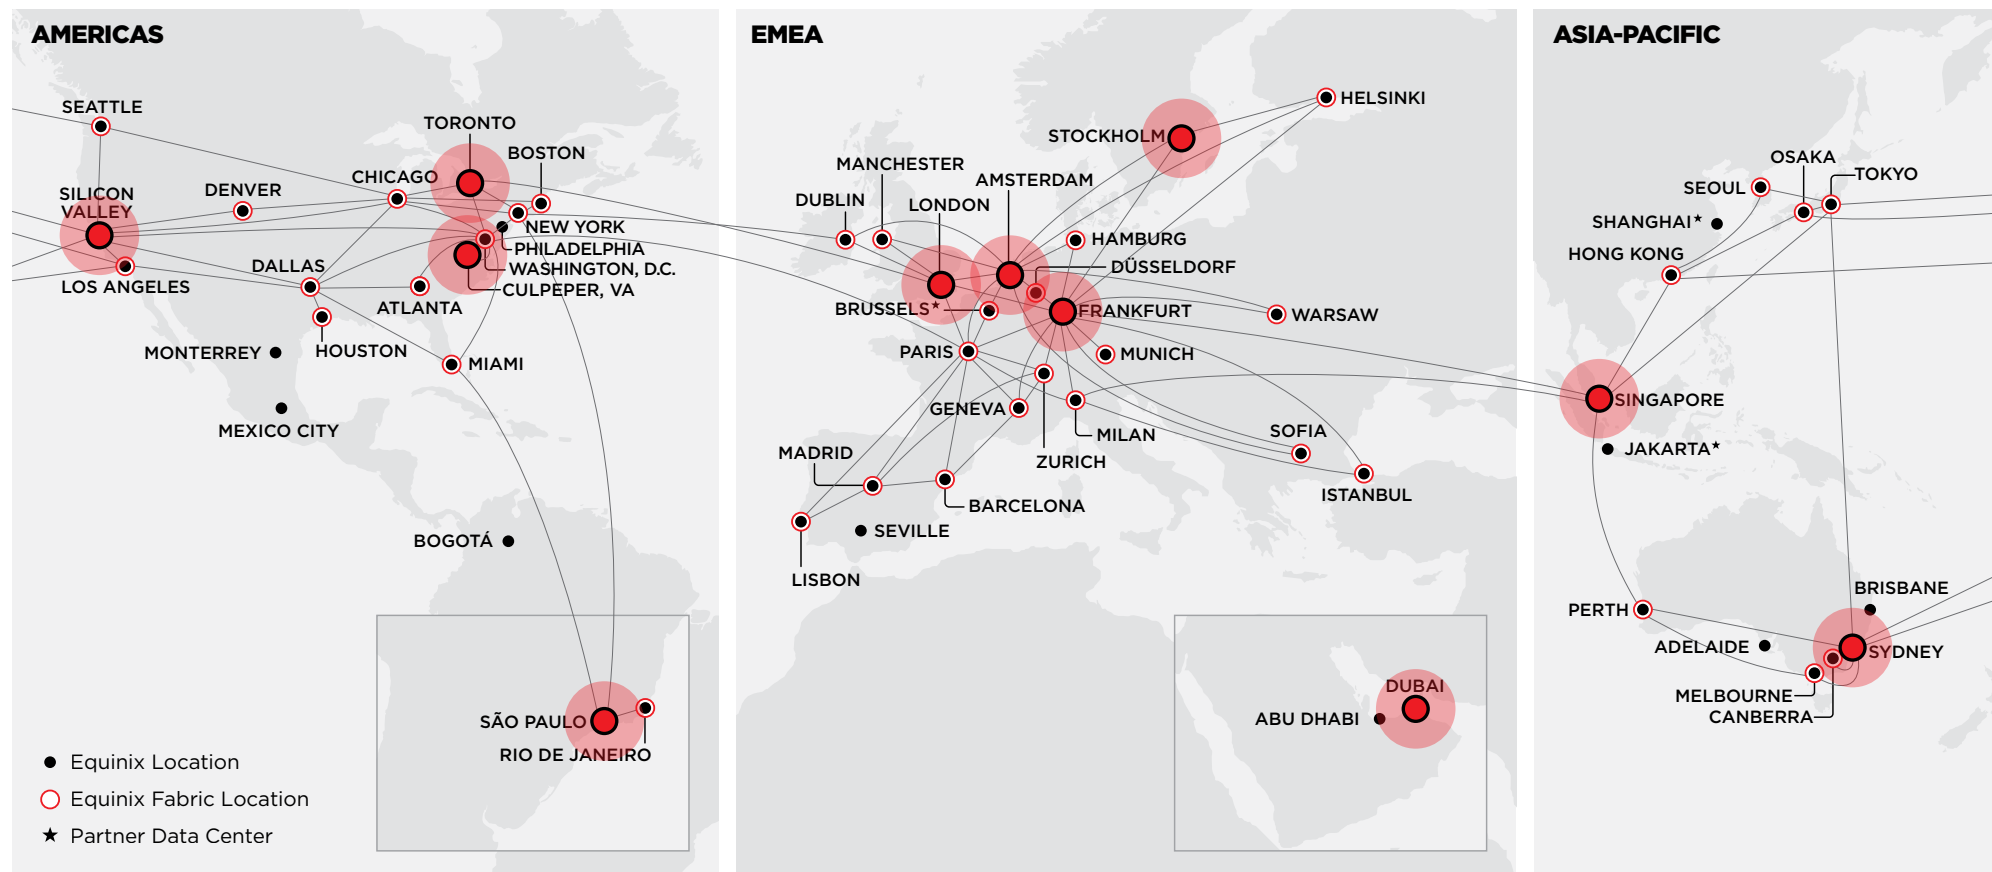 AMERICAS
SEATTLE
TORONTO
BOSTON
CHICAGO
DENVER
SILICON
VALLEY
NEW YORK
PHILADELPHIA
WASHINGTON, D.C.
CULPEPER, VA
DALLAS
LOS ANGELES
ATLANTA
HOUSTON
MONTERREY
MIAMI
MEXICO CITY
BOGOTÁ
SÃO PAULO
RIO DE JANEIRO
Equinix Location
Equinix Fabric Location
★ Partner Data Center
EMEA
HELSINKI
STOCKHOLM
MANCHESTER
AMSTERDAM
DUBLIN
LONDON
HAMBURG
DÜSSELDORF
BRUSSELS★
FRANKFURT
WARSAW
PARIS
MUNICH
GENEVA
MILAN
SOFIA
MADRID
ZURICH
ISTANBUL
BARCELONA
SEVILLE
LISBON
DUBAI
ABU DHABI
ASIA-PACIFIC
OSAKA
TOKYO
SEOUL
SHANGHAI★
HONG KONG
SINGAPORE
JAKARTA★
BRISBANE
PERTH
ADELAIDE
SYDNEY
MELBOURNE
CANBERRA